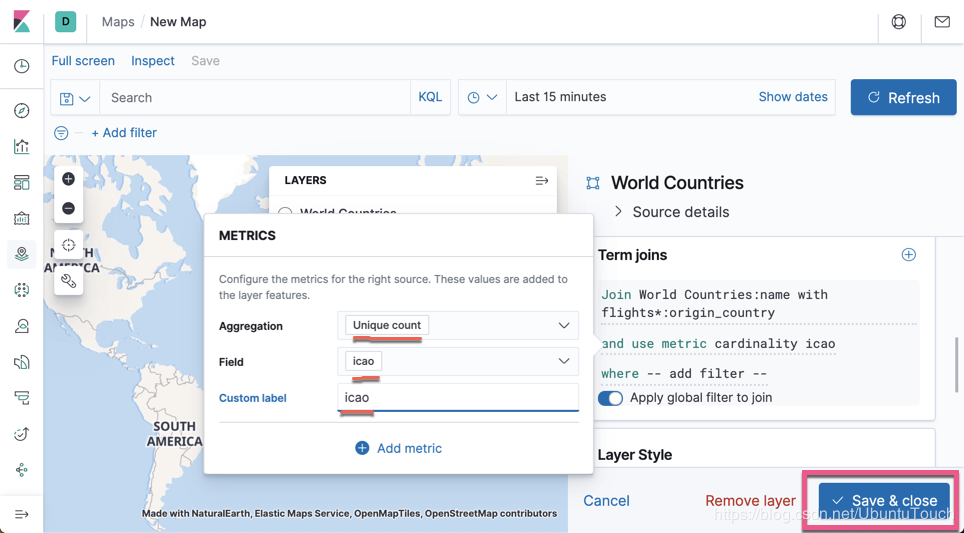 D Maps / New Map
Full screen Inspect Save
Search KQL Last 15 minutes Show dates Refresh
+ Add filter
LAYERS
World Countries
World Countries
Source details
METRICS
Configure the metrics for the right source. These values are added to
the layer features.
Aggregation Unique count
Field icao
Custom label icao
Add metric
Term joins
Join World Countries:name with
flights*:origin_country
and use metric cardinality icao
where -- add filter --
Apply global filter to join
Layer Style
AMERICA
SOUTH
AMERICA
Made with NaturalEarth, Elastic Maps Service, OpenMapTiles, OpenStreetMap contributors
Cancel Remove layer Save & close
https://blog.csdn.net/UbuntuTouch